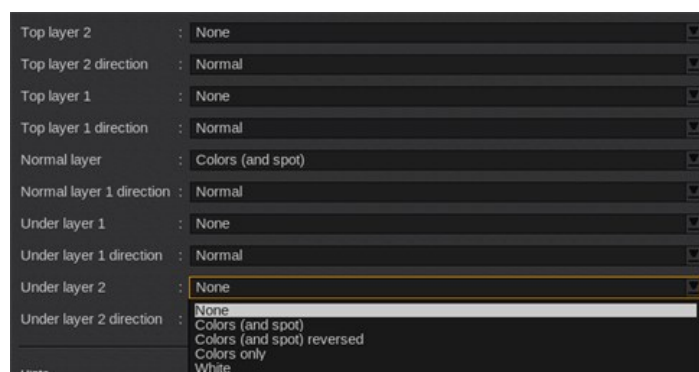 Top layer 2 : None
Top layer 2 direction : Normal
Top layer 1 : None
Top layer 1 direction : Normal
Normal layer : Colors (and spot)
Normal layer 1 direction : Normal
Under layer 1 : None
Under layer 1 direction : Normal
Under layer 2 : None
None
Under layer 2 direction :
Colors (and spot)
Colors (and spot) reversed
Colors only
White